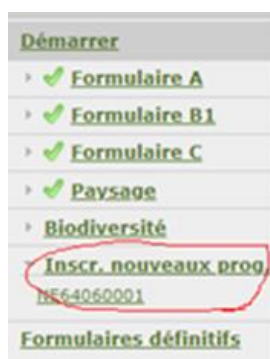 Démarrer
Formulaire A
Formulaire B1
Formulaire C
Paysage
Biodiversité
Inscr. nouveaux prog
NE64060001
Formulaires définitifs